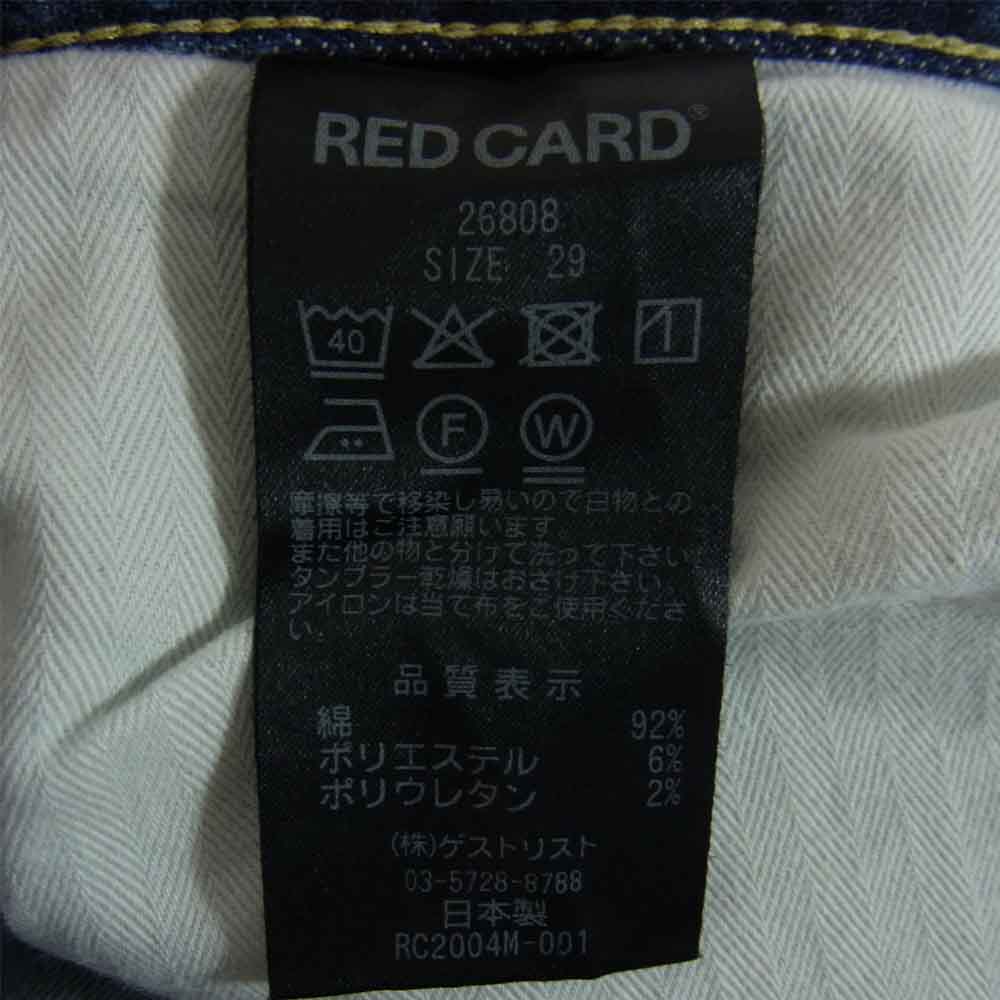 RED CARD®
26808
SIZE 29
40
F W
摩擦等で移染し易いので白物との
着用はご注意願います。
また他の物と分けて洗って下さい。
タンブラー乾燥はおさけ下さい。
アイロンは当て布をご使用くださ
い。
品質表示
綿 92%
ポリエステル 6%
ポリウレタン 2%
(株)ゲストリスト
03-5728-8788
日本製
RC2004M-001